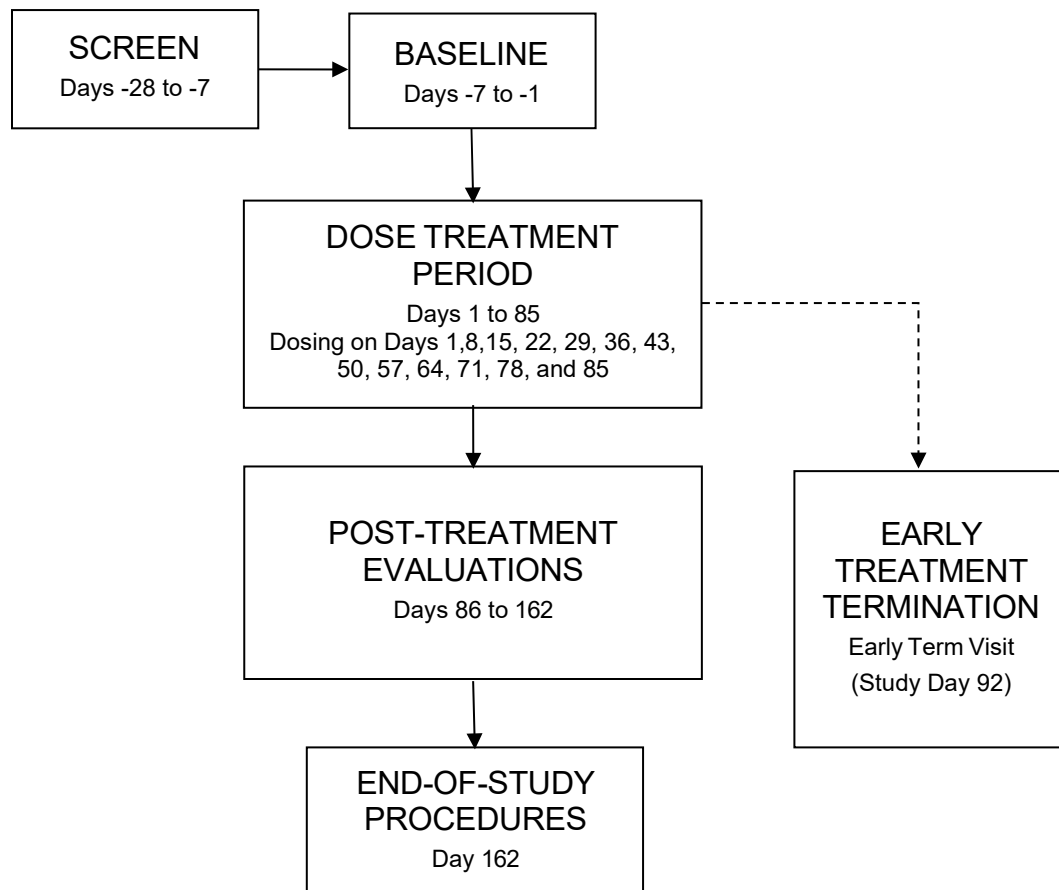 SCREEN
Days -28 to -7
BASELINE
Days -7 to -1
DOSE TREATMENT
PERIOD
Days 1 to 85
Dosing on Days 1,8,15, 22, 29, 36, 43,
50, 57, 64, 71, 78, and 85
POST-TREATMENT
EVALUATIONS
Days 86 to 162
EARLY
TREATMENT
TERMINATION
Early Term Visit
(Study Day 92)
END-OF-STUDY
PROCEDURES
Day 162